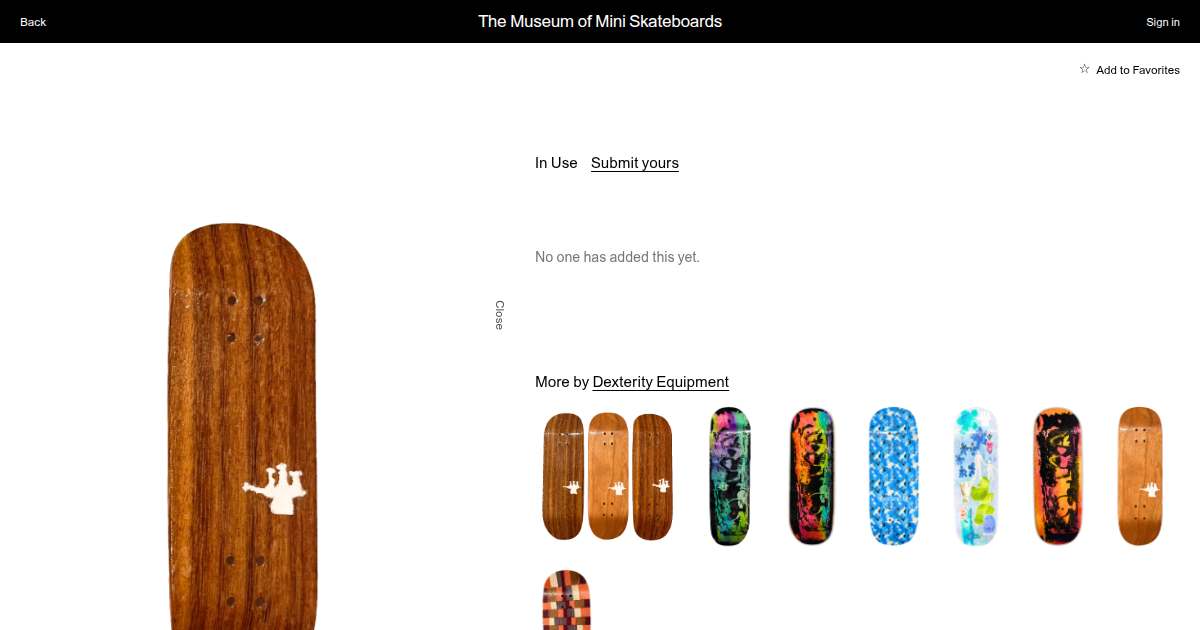 Back
The Museum of Mini Skateboards
Sign in
☆ Add to Favorites
In Use Submit yours
No one has added this yet.
Close
More by Dexterity Equipment